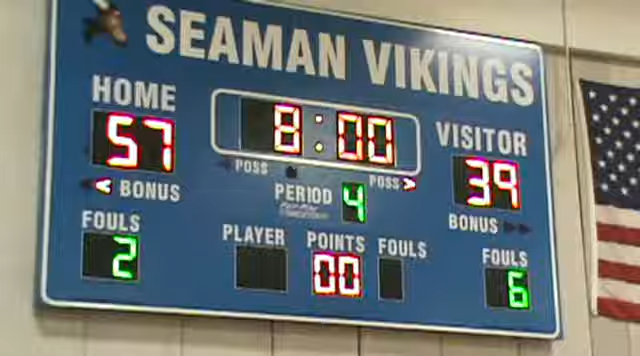 SEAMAN VIKINGS
HOME 8:00 VISITOR
57 39
POSS POSS >
< BONUS PERIOD 4 BONUS
FOULS PLAYER POINTS FOULS FOULS
2 00 6